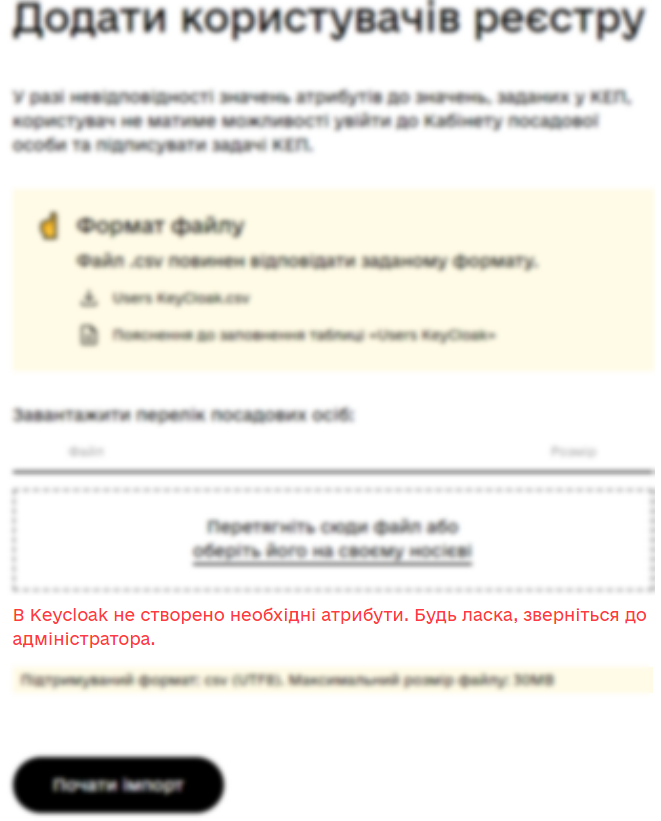 Додати користувачів реєстру
У разі невідповідності значень атрибутів до значень, заданих у КЕП,
користувач не матиме можливості увійти до Кабінету посадової
особи та підписувати задачі КЕП.
Формат файлу
Файл .csv повинен відповідати заданому формату.
Users KeyCloak.csv
Пояснення до заповнення таблиці «Users KeyCloak»
Завантажити перелік посадових осіб:
Файл Розмір
Перетягніть сюди файл або
оберіть його на своєму носієві
В Keycloak не створено необхідні атрибути. Будь ласка, зверніться до
адміністратора.
Підтримуваний формат: csv (UTF8). Максимальний розмір файлу: 30MB
Почати імпорт